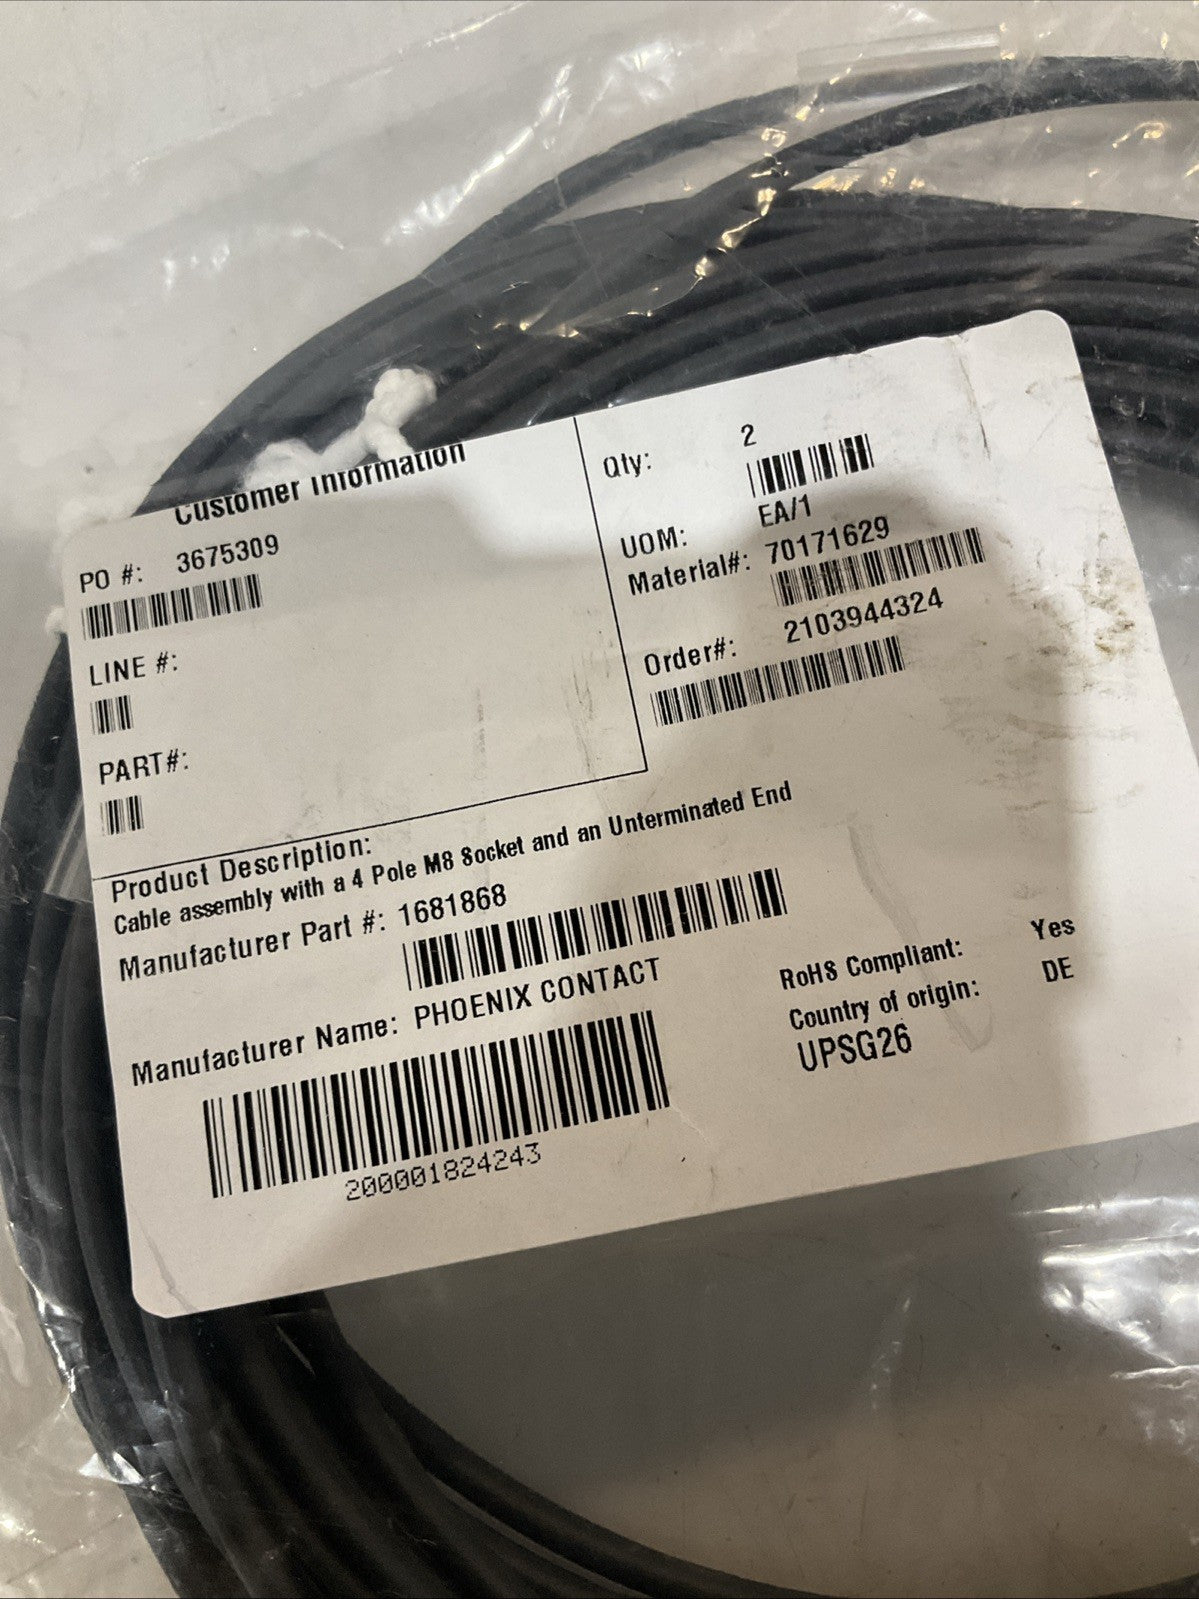 Customer Information
PO #: 3675309
LINE #:
PART#:
Qty: 2
UOM: EA/1
Material#: 70171629
Order#: 2103944324
Product Description:
Cable assembly with a 4 Pole M8 Socket and an Unterminated End
Manufacturer Part #: 1681868
Manufacturer Name: PHOENIX CONTACT
200001824243
RoHS Compliant: Yes
Country of origin: DE
UPSG26